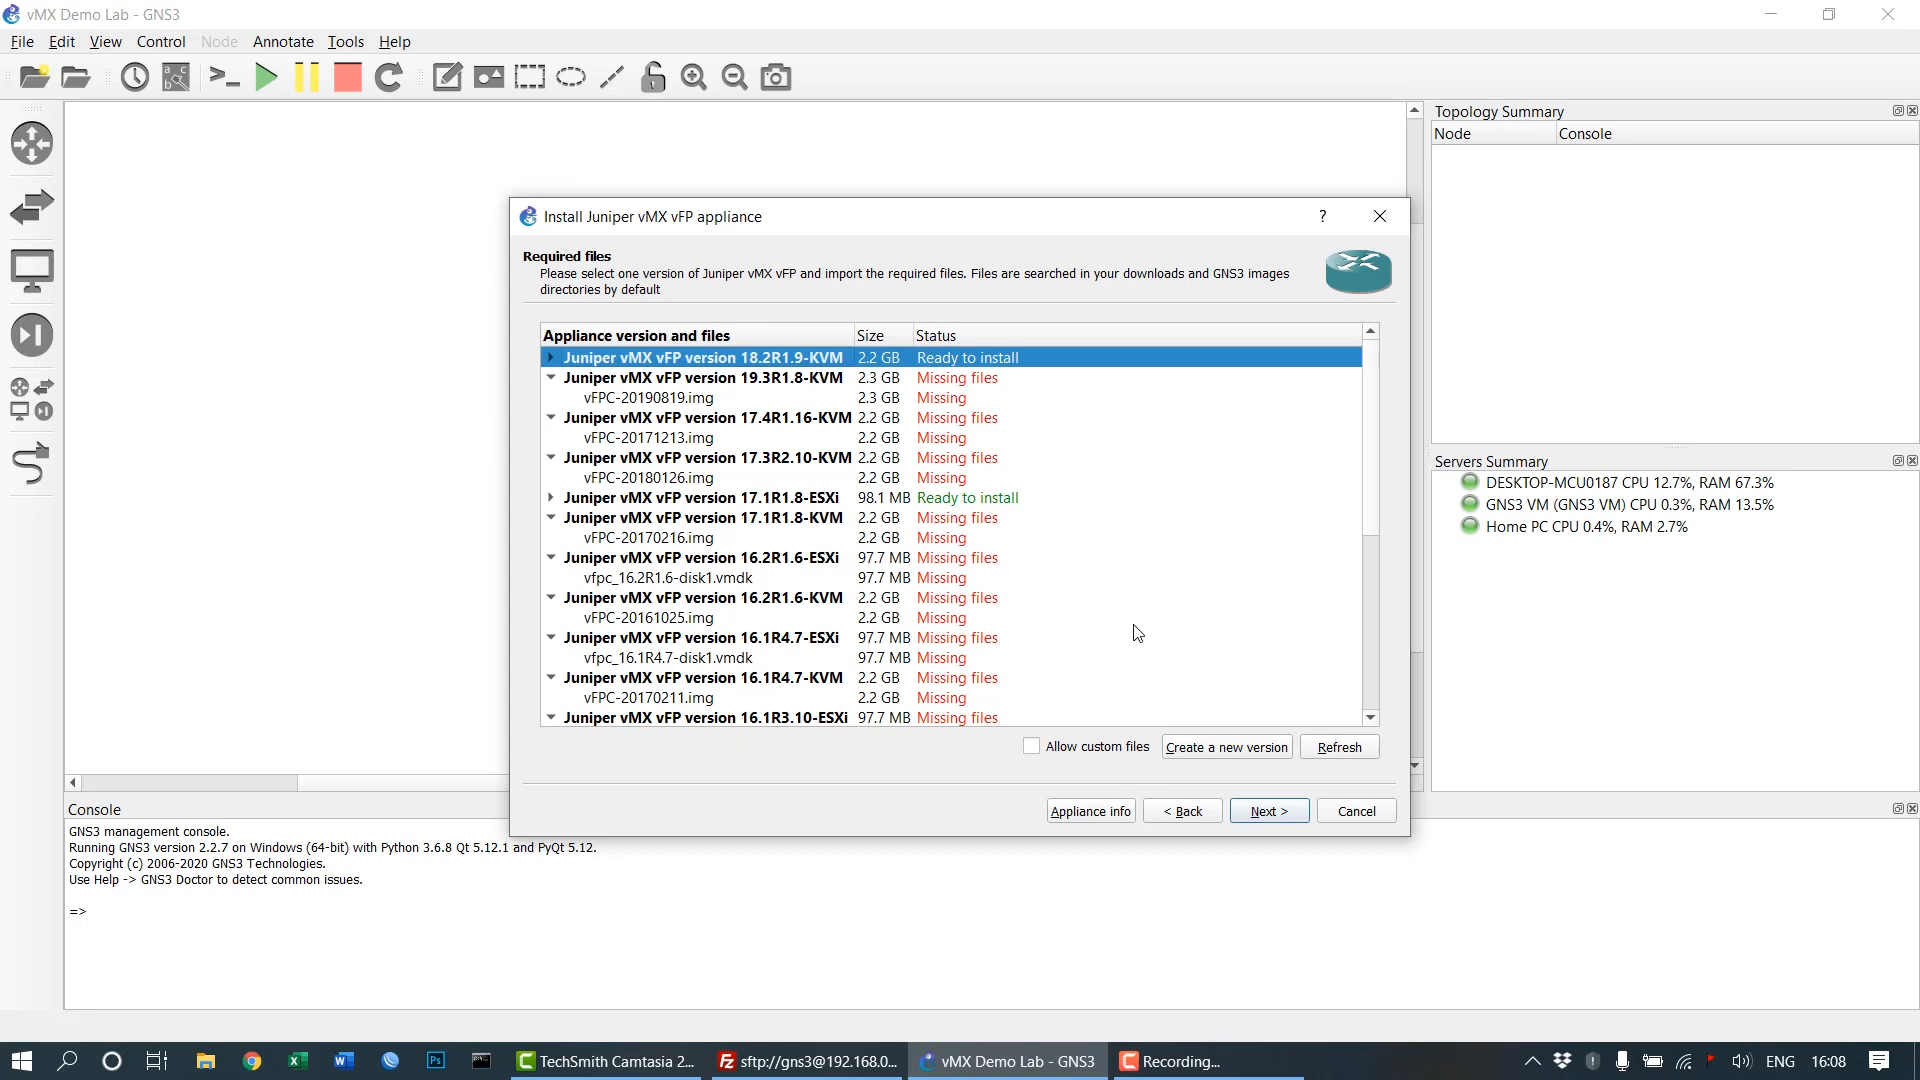 vMX Demo Lab - GNS3
File Edit View Control Node Annotate Tools Help
Topology Summary
Node Console
Install Juniper vMX vFP appliance ?
Required files
Please select one version of Juniper vMX vFP and import the required files. Files are searched in your downloads and GNS3 images
directories by default
Appliance version and files Size Status
Juniper vMX vFP version 18.2R1.9-KVM 2.2 GB Ready to install
Juniper vMX vFP version 19.3R1.8-KVM 2.3 GB Missing files
vFPC-20190819.img 2.3 GB Missing
Juniper vMX vFP version 17.4R1.16-KVM 2.2 GB Missing files
vFPC-20171213.img 2.2 GB Missing
Juniper vMX vFP version 17.3R2.10-KVM 2.2 GB Missing files
vFPC-20180126.img 2.2 GB Missing
Juniper vMX vFP version 17.1R1.8-ESXi 98.1 MB Ready to install
Juniper vMX vFP version 17.1R1.8-KVM 2.2 GB Missing files
vFPC-20170216.img 2.2 GB Missing
Juniper vMX vFP version 16.2R1.6-ESXi 97.7 MB Missing files
vfpc_16.2R1.6-disk1.vmdk 97.7 MB Missing
Juniper vMX vFP version 16.2R1.6-KVM 2.2 GB Missing files
vFPC-20161025.img 2.2 GB Missing
Juniper vMX vFP version 16.1R4.7-ESXi 97.7 MB Missing files
vfpc_16.1R4.7-disk1.vmdk 97.7 MB Missing
Juniper vMX vFP version 16.1R4.7-KVM 2.2 GB Missing files
vFPC-20170211.img 2.2 GB Missing
Juniper vMX vFP version 16.1R3.10-ESXi 97.7 MB Missing files
Allow custom files Create a new version Refresh
Appliance info < Back Next > Cancel
Servers Summary
DESKTOP-MCU0187 CPU 12.7%, RAM 67.3%
GNS3 VM (GNS3 VM) CPU 0.3%, RAM 13.5%
Home PC CPU 0.4%, RAM 2.7%
Console
GNS3 management console.
Running GNS3 version 2.2.7 on Windows (64-bit) with Python 3.6.8 Qt 5.12.1 and PyQt 5.12.
Copyright (c) 2006-2020 GNS3 Technologies.
Use Help -> GNS3 Doctor to detect common issues.
=>
TechSmith Camtasia 2... sftp://gns3@192.168.0... vMX Demo Lab - GNS3 Recording... ENG 16:08